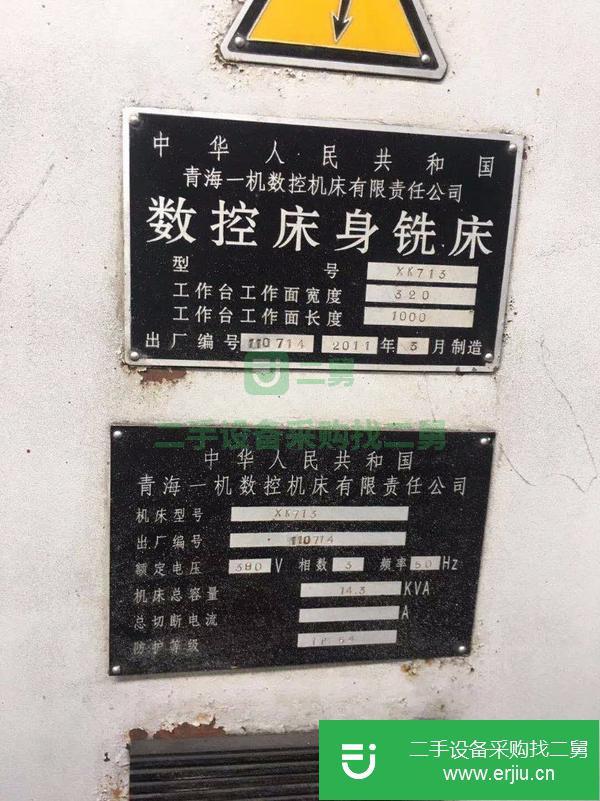 中华人民共和国
青海一机数控机床有限责任公司
数控床身铣床
型号 XK713
工作台工作面宽度 320
工作台工作面长度 1000
出厂编号 110714 2011年3月制造
二舅
二手设备采购找二舅
中华人民共和国
青海一机数控机床有限责任公司
机床型号 XK713
出厂编号 110714
额定电压 380 V 相数 3 频率 50 Hz
机床总容量 14.3 KVA
总切断电流 A
防护等级 IP 54
二手设备采购找二舅
www.erjiu.cn